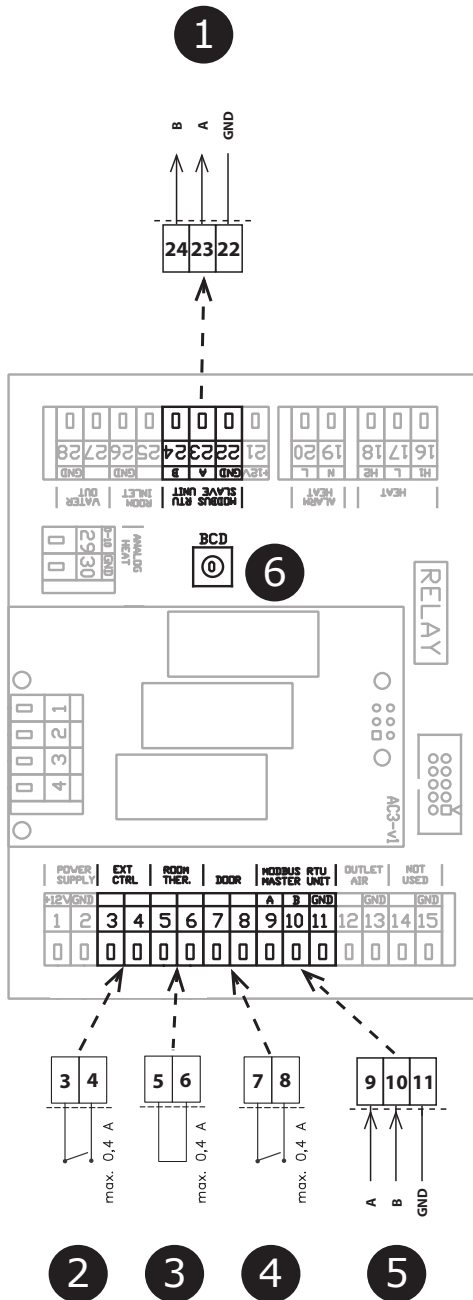 1
B A GND
24 23 22
28 27 26 25 24 23 22 21
GND GND B A GND +12V
VATER OUT
ROOM INLET
MODBUS RTU
SLAVE UNIT
20 19 18 17 16
L N H2 L H1
ALARM HEAT
HEAT
29 30
0-10 GND
ANALOG HEAT
BCD
0
6
RELAY
1
2
3
4
AC3-v1
POWER SUPPLY
EXT CTRL
ROOM THER.
DOOR
MODBUS RTU
MASTER UNIT
OUTLET AIR
NOT USED
+12V GND A B GND GND GND
1 2 3 4 5 6 7 8 9 10 11 12 13 14 15
3 4
max. 0,4 A
5 6
max. 0,4 A
7 8
max. 0,4 A
9 10 11
A B GND
2 3 4 5